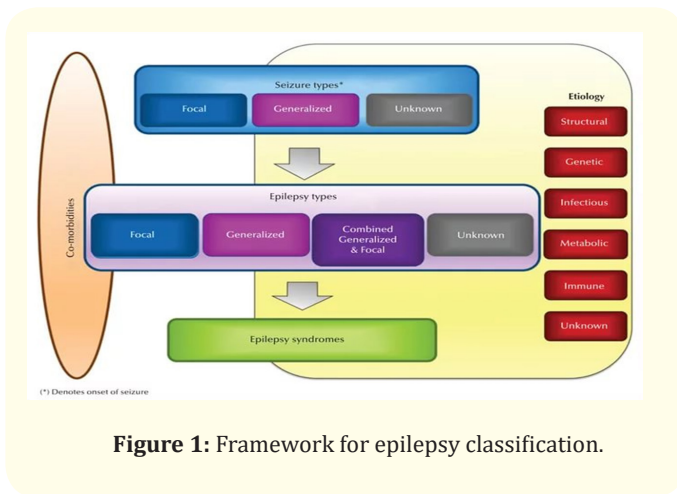 Seizure types*
Focal
Generalized
Unknown
Etiology
Structural
Genetic
Infectious
Metabolic
Immune
Unknown
Co-morbidities
Epilepsy types
Focal
Generalized
Combined
Generalized
& Focal
Unknown
Epilepsy syndromes
(*) Denotes onset of seizure
Figure 1: Framework for epilepsy classification.